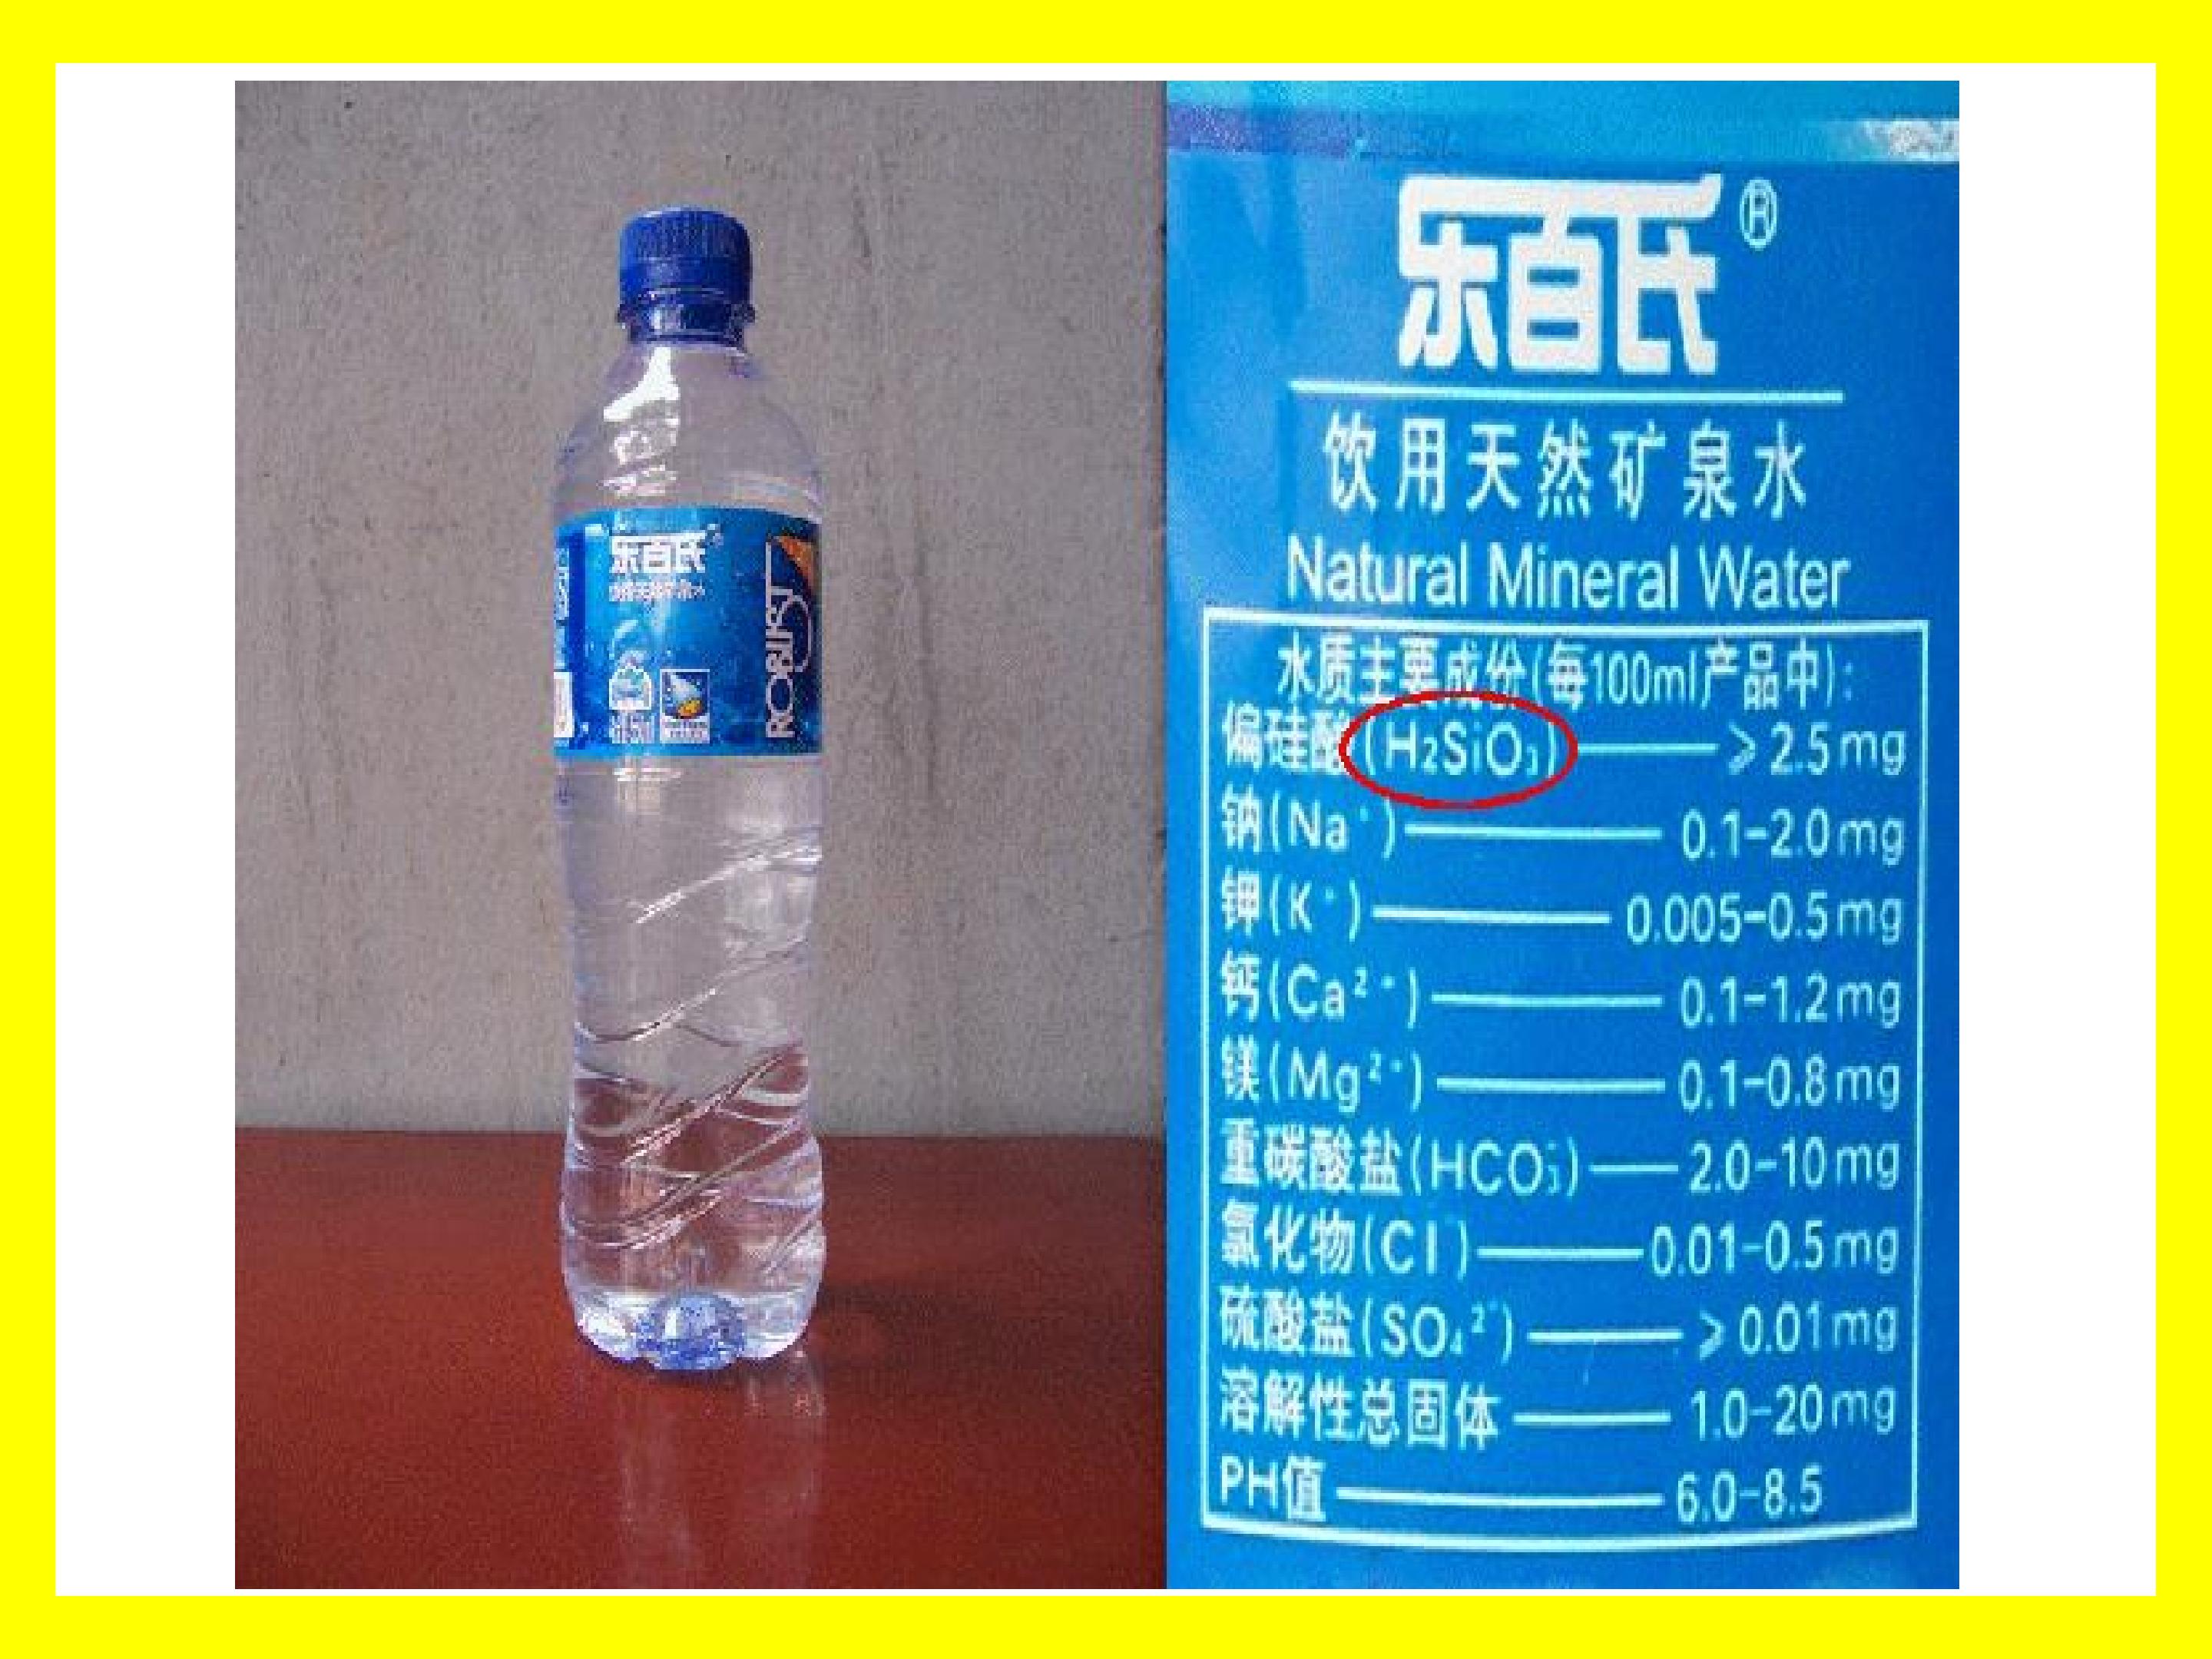 乐百氏
ROBUST
乐百氏®
饮用天然矿泉水
Natural Mineral Water
水质主要成份(每100ml产品中):
偏硅酸(H₂SiO₃)——≥2.5mg
钠(Na⁺)——0.1-2.0mg
钾(K⁺)——0.005-0.5mg
钙(Ca²⁺)——0.1-1.2mg
镁(Mg²⁺)——0.1-0.8mg
重碳酸盐(HCO₃⁻)——2.0-10mg
氯化物(Cl⁻)——0.01-0.5mg
硫酸盐(SO₄²⁻)——≥0.01mg
溶解性总固体——1.0-20mg
PH值——6.0-8.5